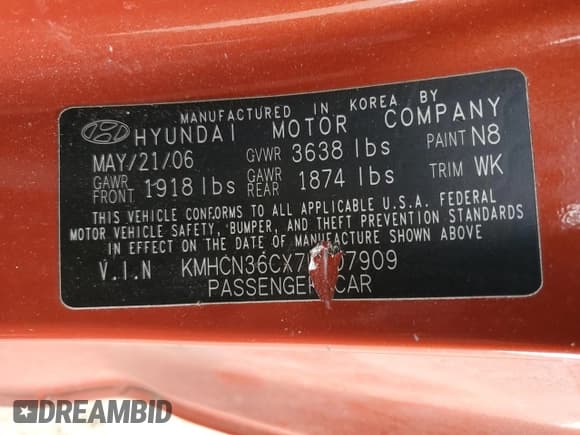 MANUFACTURED IN KOREA BY
HYUNDAI MOTOR COMPANY
MAY/21/06 GVWR 3638 lbs PAINT N8
GAWR FRONT 1918 lbs GAWR REAR 1874 lbs TRIM WK
THIS VEHICLE CONFORMS TO ALL APPLICABLE U.S.A. FEDERAL
MOTOR VEHICLE SAFETY, BUMPER, AND THEFT PREVENTION STANDARDS
IN EFFECT ON THE DATE OF MANUFACTURE SHOWN ABOVE
V.I.N
PASSENGER CAR
DREAMBID